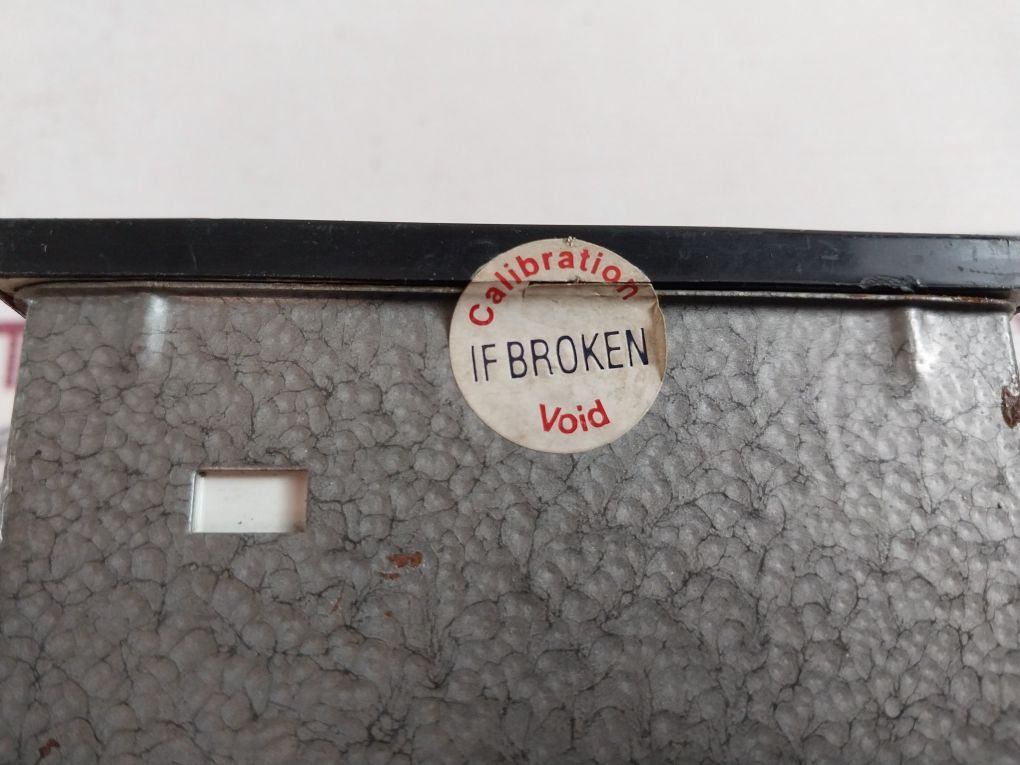 Calibration
IF BROKEN
Void